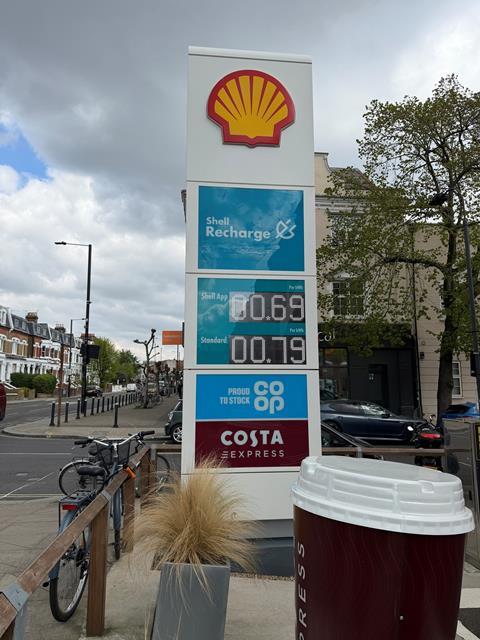 Shell
Recharge
Per kWh
Shell App
00.69
Per kWh
Standard
00.79
PROUD
TO STOCK
CO
OP
COSTA
EXPRESS
PRESS